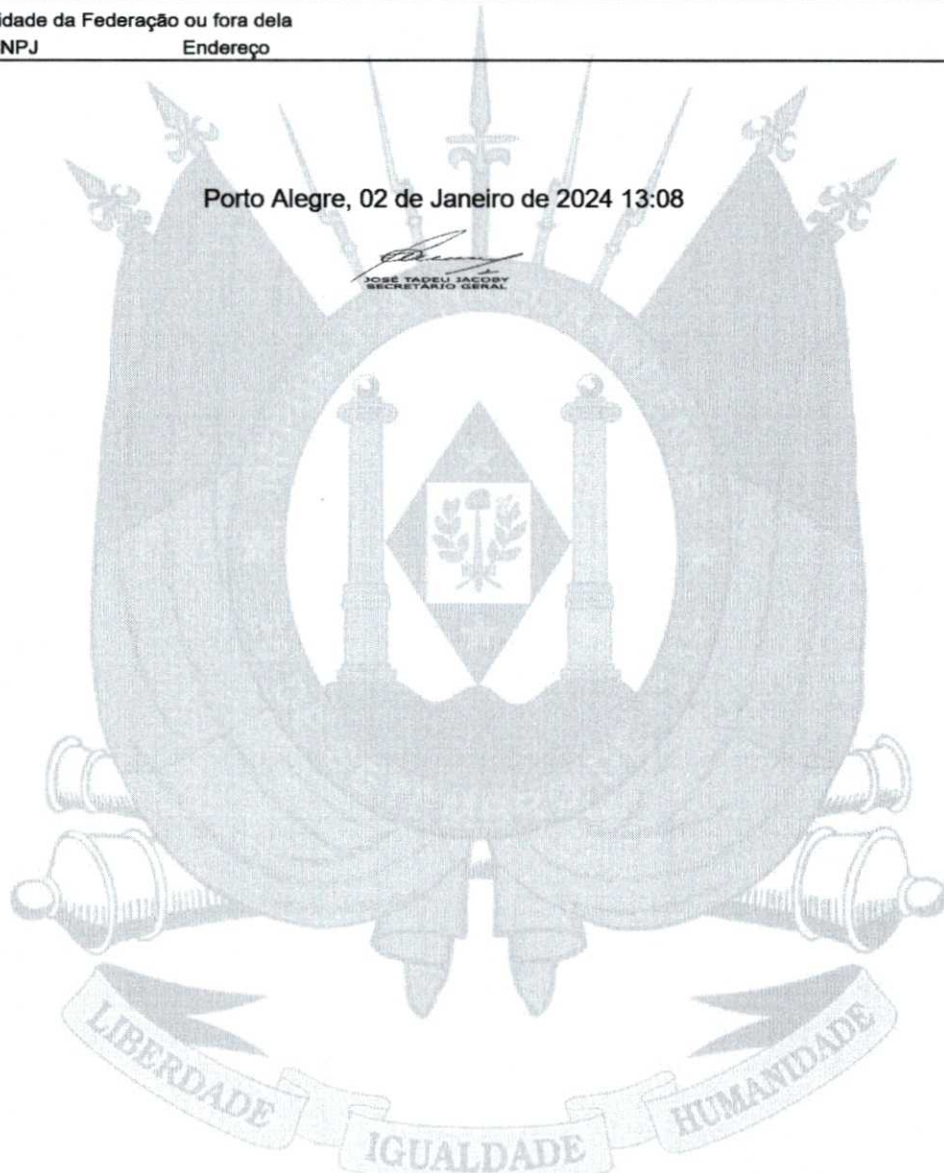 idade da Federação ou fora dela
NPJ Endereço
Porto Alegre, 02 de Janeiro de 2024 13:08
JOSÉ TADEU JACOBY
SECRETÁRIO GERAL
LIBERDADE
IGUALDADE
HUMANIDADE